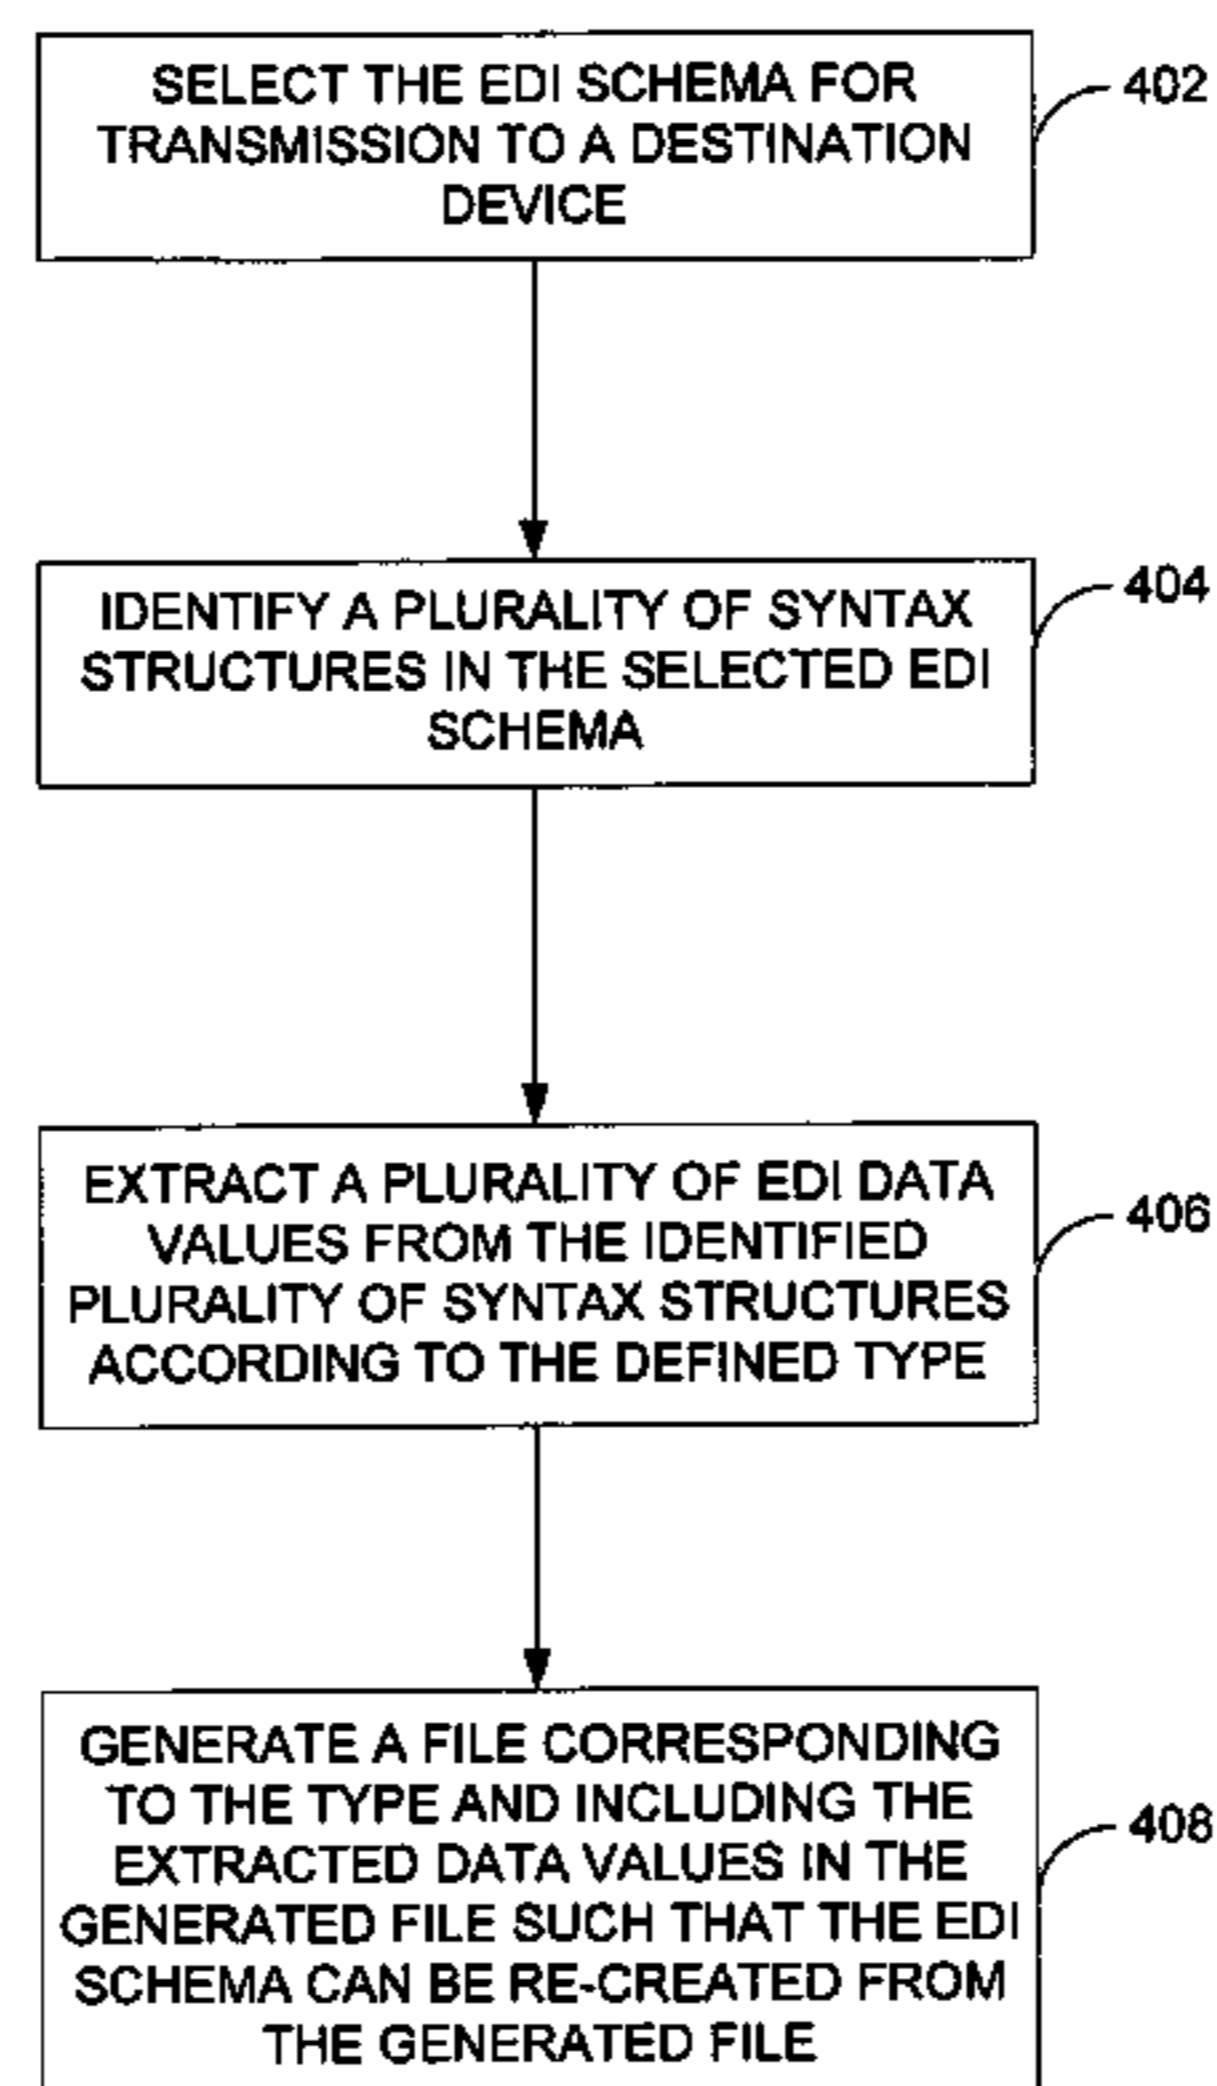 SELECT THE EDI SCHEMA FOR
TRANSMISSION TO A DESTINATION
DEVICE
402
IDENTIFY A PLURALITY OF SYNTAX
STRUCTURES IN THE SELECTED EDI
SCHEMA
404
EXTRACT A PLURALITY OF EDI DATA
VALUES FROM THE IDENTIFIED
PLURALITY OF SYNTAX STRUCTURES
ACCORDING TO THE DEFINED TYPE
406
GENERATE A FILE CORRESPONDING
TO THE TYPE AND INCLUDING THE
EXTRACTED DATA VALUES IN THE
GENERATED FILE SUCH THAT THE EDI
SCHEMA CAN BE RE-CREATED FROM
THE GENERATED FILE
408